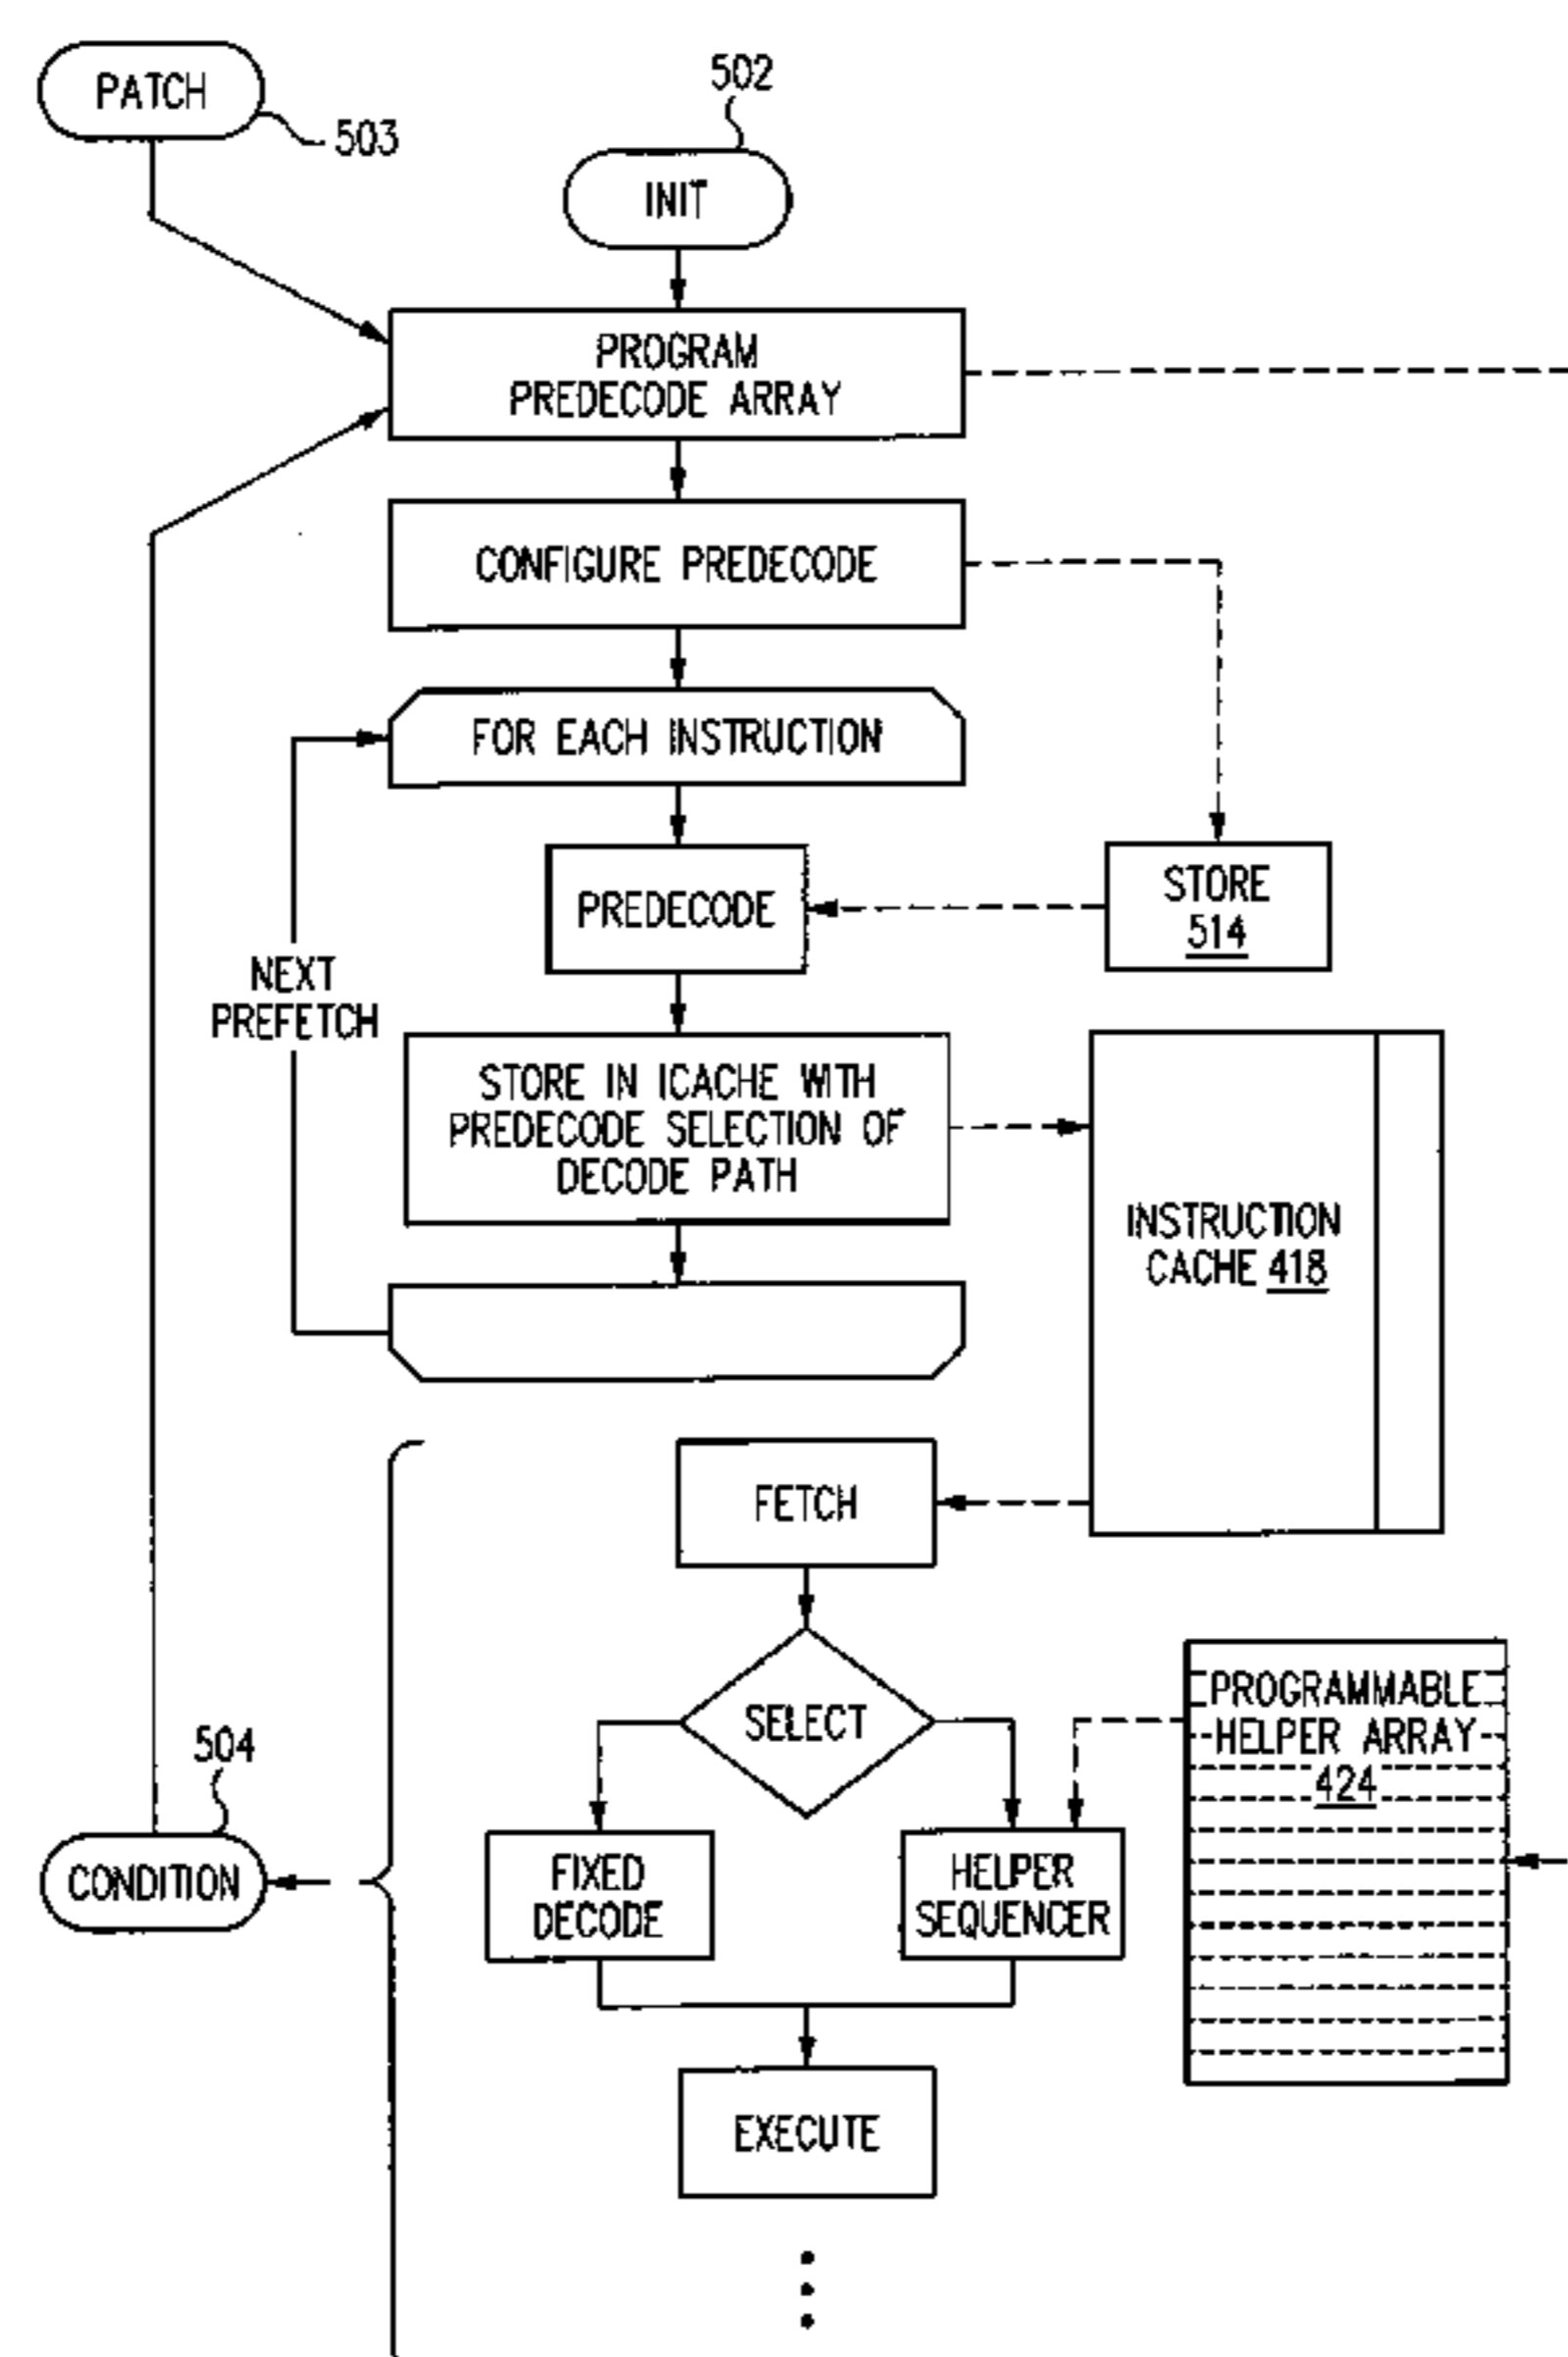 PATCH
503
502
INIT
PROGRAM
PREDECODE ARRAY
CONFIGURE PREDECODE
FOR EACH INSTRUCTION
PREDECODE
STORE
514
NEXT
PREFETCH
STORE IN ICACHE WITH
PREDECODE SELECTION OF
DECODE PATH
INSTRUCTION
CACHE 418
FETCH
SELECT
PROGRAMMABLE
HELPER ARRAY
424
504
CONDITION
FIXED
DECODE
HELPER
SEQUENCER
EXECUTE